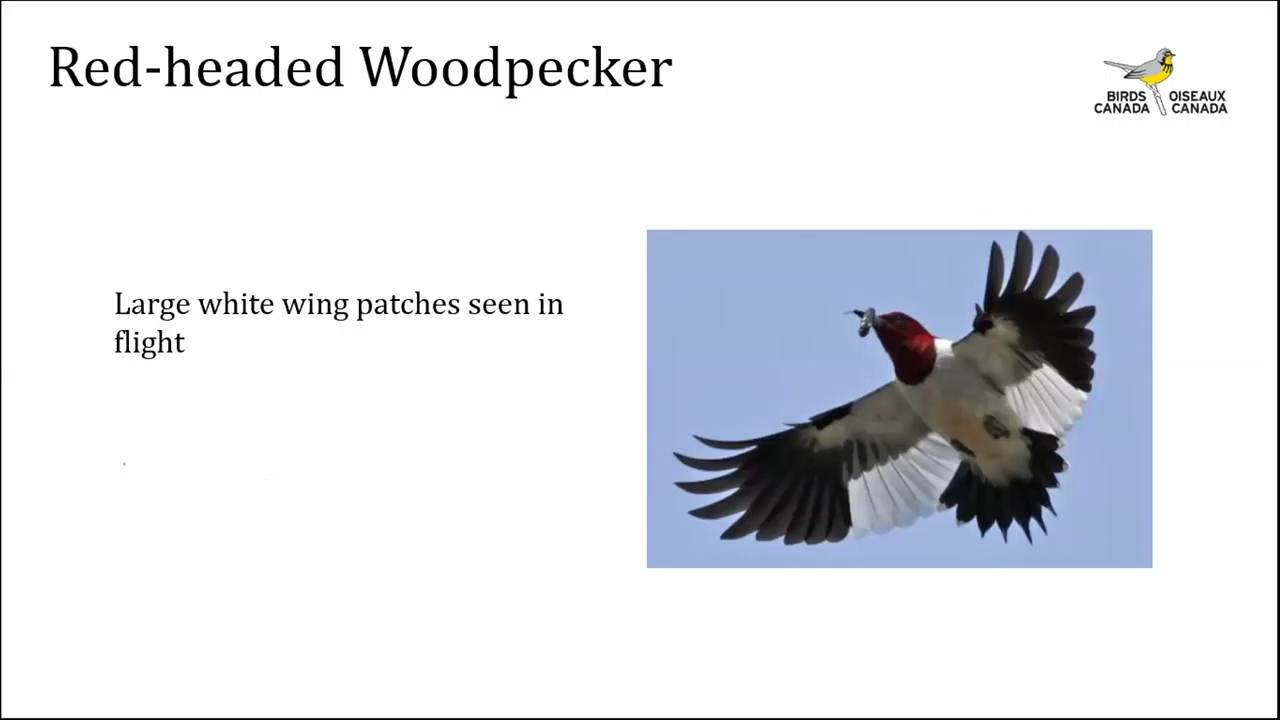 Red-headed Woodpecker
BIRDS CANADA
OISEAUX CANADA
Large white wing patches seen in
flight